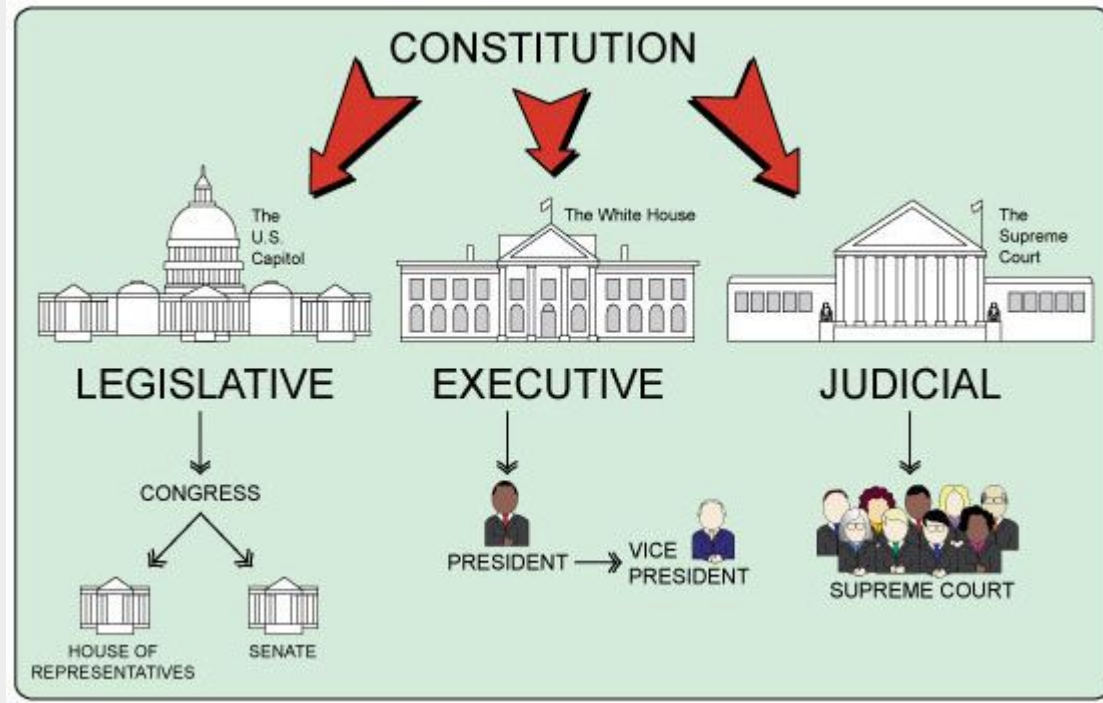 CONSTITUTION
The
U.S.
Capitol
The White House
The
Supreme
Court
LEGISLATIVE
EXECUTIVE
JUDICIAL
CONGRESS
PRESIDENT
VICE
PRESIDENT
SUPREME COURT
HOUSE OF
REPRESENTATIVES
SENATE